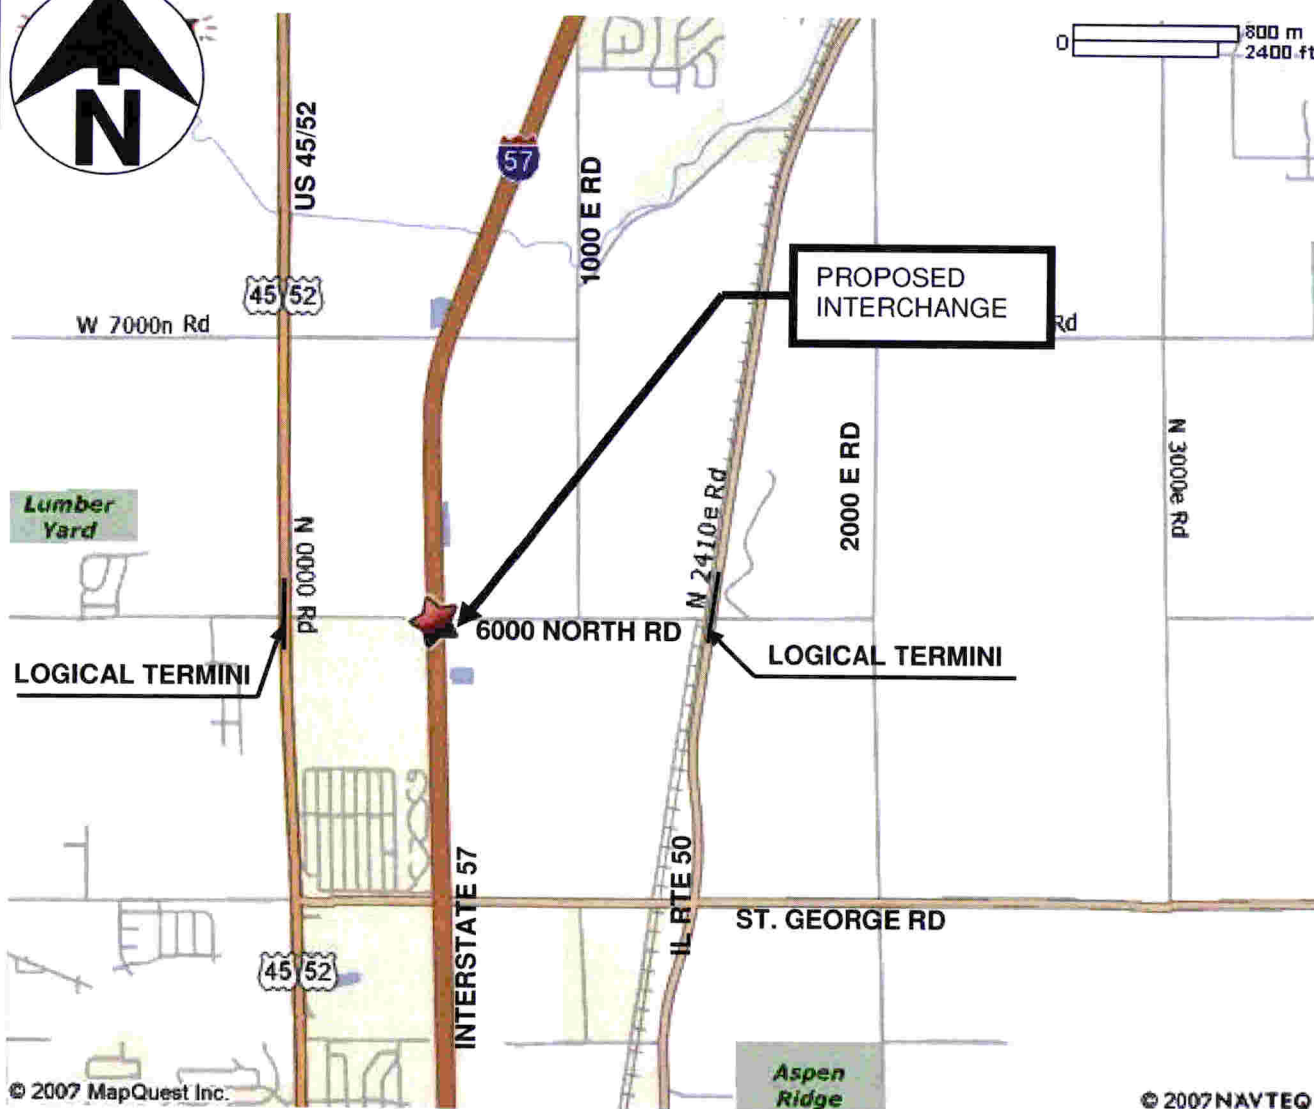 N
0
800 m
2400 ft
US 45/52
57
1000 E RD
PROPOSED
INTERCHANGE
45 52
W 7000n Rd
Rd
Lumber
Yard
N 0000 Rd
N 2410e Rd
2000 E RD
N 3000e Rd
6000 NORTH RD
LOGICAL TERMINI
LOGICAL TERMINI
INTERSTATE 57
IL RTE 50
ST. GEORGE RD
45 52
Aspen
Ridge
© 2007 MapQuest Inc.
© 2007 NAVTEQ